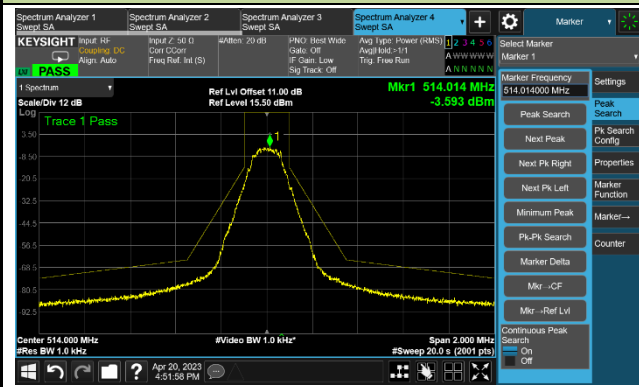 Spectrum Analyzer 1
Swept SA
Spectrum Analyzer 2
Swept SA
Spectrum Analyzer 3
Swept SA
Spectrum Analyzer 4
Swept SA
+
Marker
KEYSIGHT
Input: RF
Coupling: DC
Align: Auto
Input Z: 50 Ω
Corr CCorr
Freq Ref: Int (S)
#Atten: 20 dB
PNO: Best Wide
Gate: Off
IF Gain: Low
Sig Track: Off
Avg Type: Power (RMS)
Avg|Hold:>1/1
Trig: Free Run
1 2 3 4 5 6
A W W W W W
A N N N N N
LXI
PASS
Select Marker
Marker 1
1 Spectrum
Scale/Div 12 dB
Ref Lvl Offset 11.00 dB
Ref Level 15.50 dBm
Mkr1 514.014 MHz
-3.593 dBm
Log
Trace 1 Pass
1
3.50
-8.50
-20.5
-32.5
-44.5
-56.5
-68.5
-80.5
-92.5
Center 514.000 MHz
#Res BW 1.0 kHz
#Video BW 1.0 kHz*
Span 2.000 MHz
#Sweep 20.0 s (2001 pts)
Marker Frequency
514.014000 MHz
Peak Search
Next Peak
Next Pk Right
Next Pk Left
Minimum Peak
Pk-Pk Search
Marker Delta
Mkr→CF
Mkr→Ref Lvl
Continuous Peak
Search
On
Off
Settings
Peak
Search
Pk Search
Config
Properties
Marker
Function
Marker→
Counter
?
Apr 20, 2023
4:51:58 PM